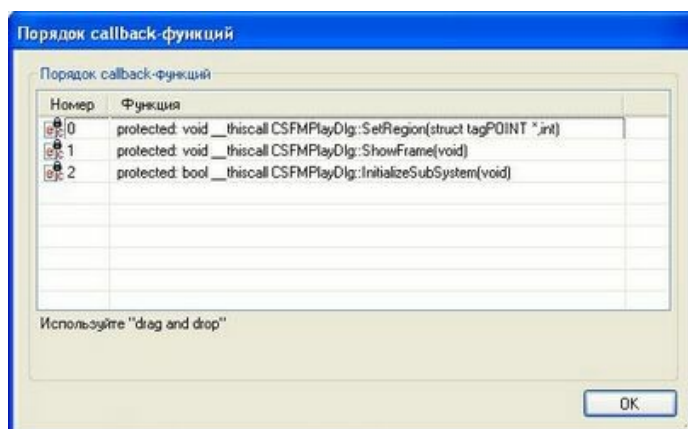 Порядок callback-функций
Порядок callback-функций
Номер Функция
0 protected: void __thiscall CSFMPlayDlg::SetRegion(struct tagPOINT *,int)
1 protected: void __thiscall CSFMPlayDlg::ShowFrame(void)
2 protected: bool __thiscall CSFMPlayDlg::InitializeSubSystem(void)
Используйте "drag and drop"
OK